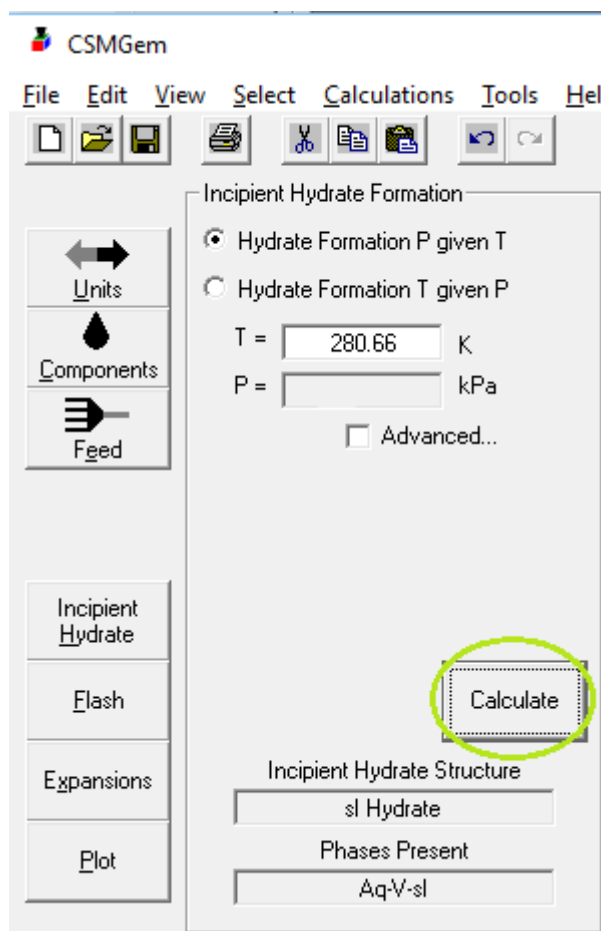 CSMGem
File Edit View Select Calculations Tools Hel
Incipient Hydrate Formation
Hydrate Formation P given T
Hydrate Formation T given P
T = 280.66 K
P = kPa
Advanced...
Units
Components
Feed
Incipient
Hydrate
Flash
Expansions
Plot
Calculate
Incipient Hydrate Structure
sI Hydrate
Phases Present
Aq-V-sI